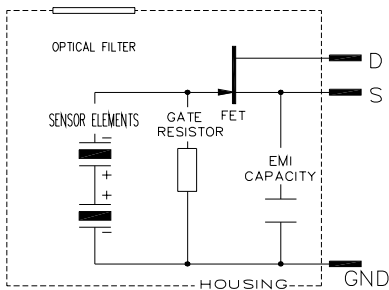 OPTICAL FILTER
D
S
SENSOR ELEMENTS
GATE
RESISTOR
FET
EMI
CAPACITY
−
+
+
−
HOUSING
GND